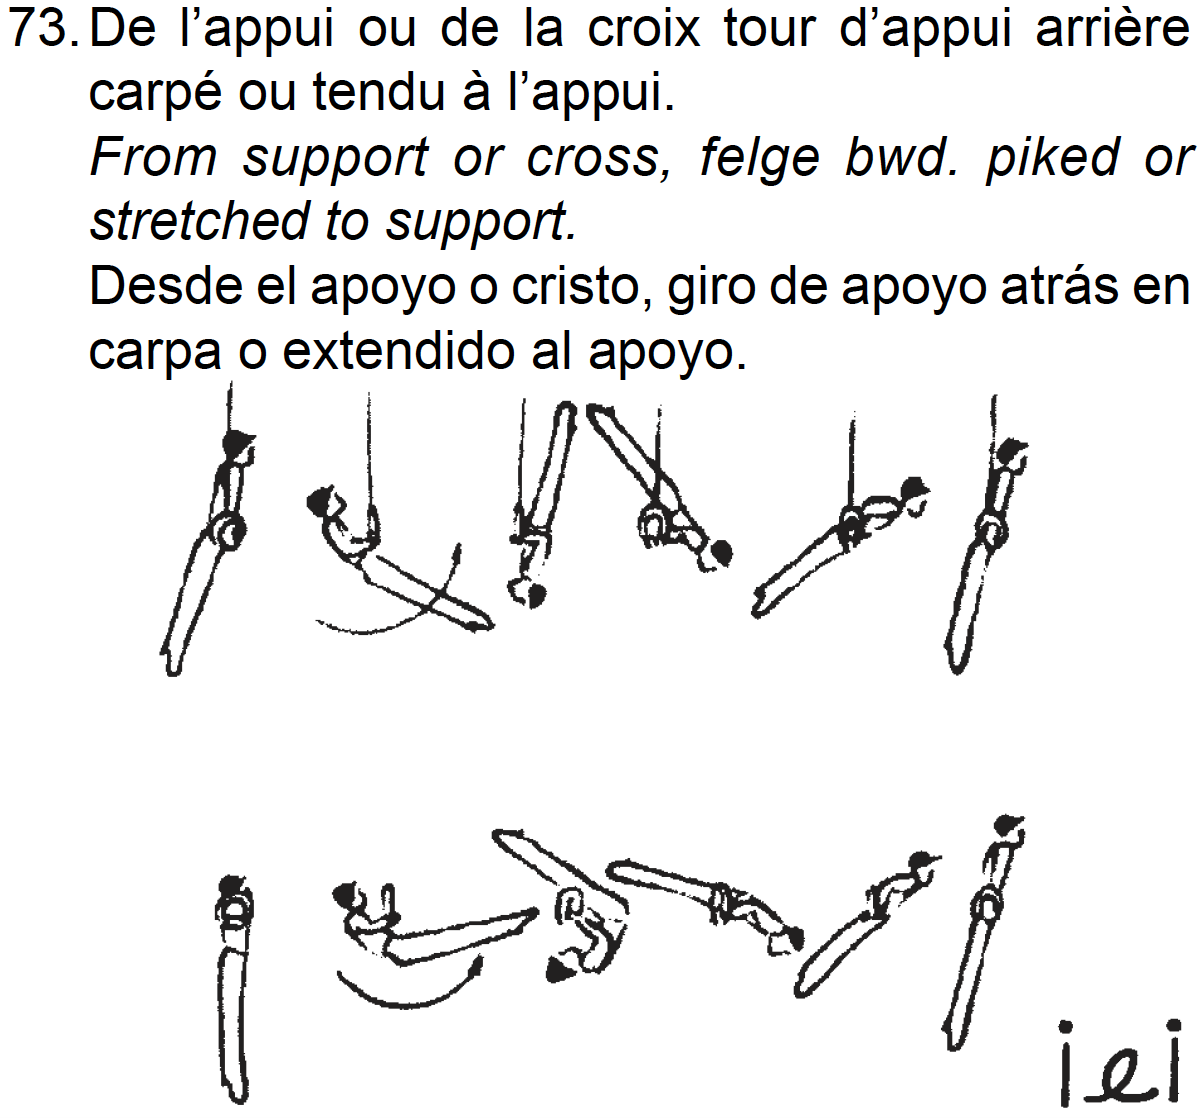 73. De l’appui ou de la croix tour d’appui arrière
carpé ou tendu à l’appui.
From support or cross, felge bwd. piked or
stretched to support.
Desde el apoyo o cristo, giro de apoyo atrás en
carpa o extendido al apoyo.